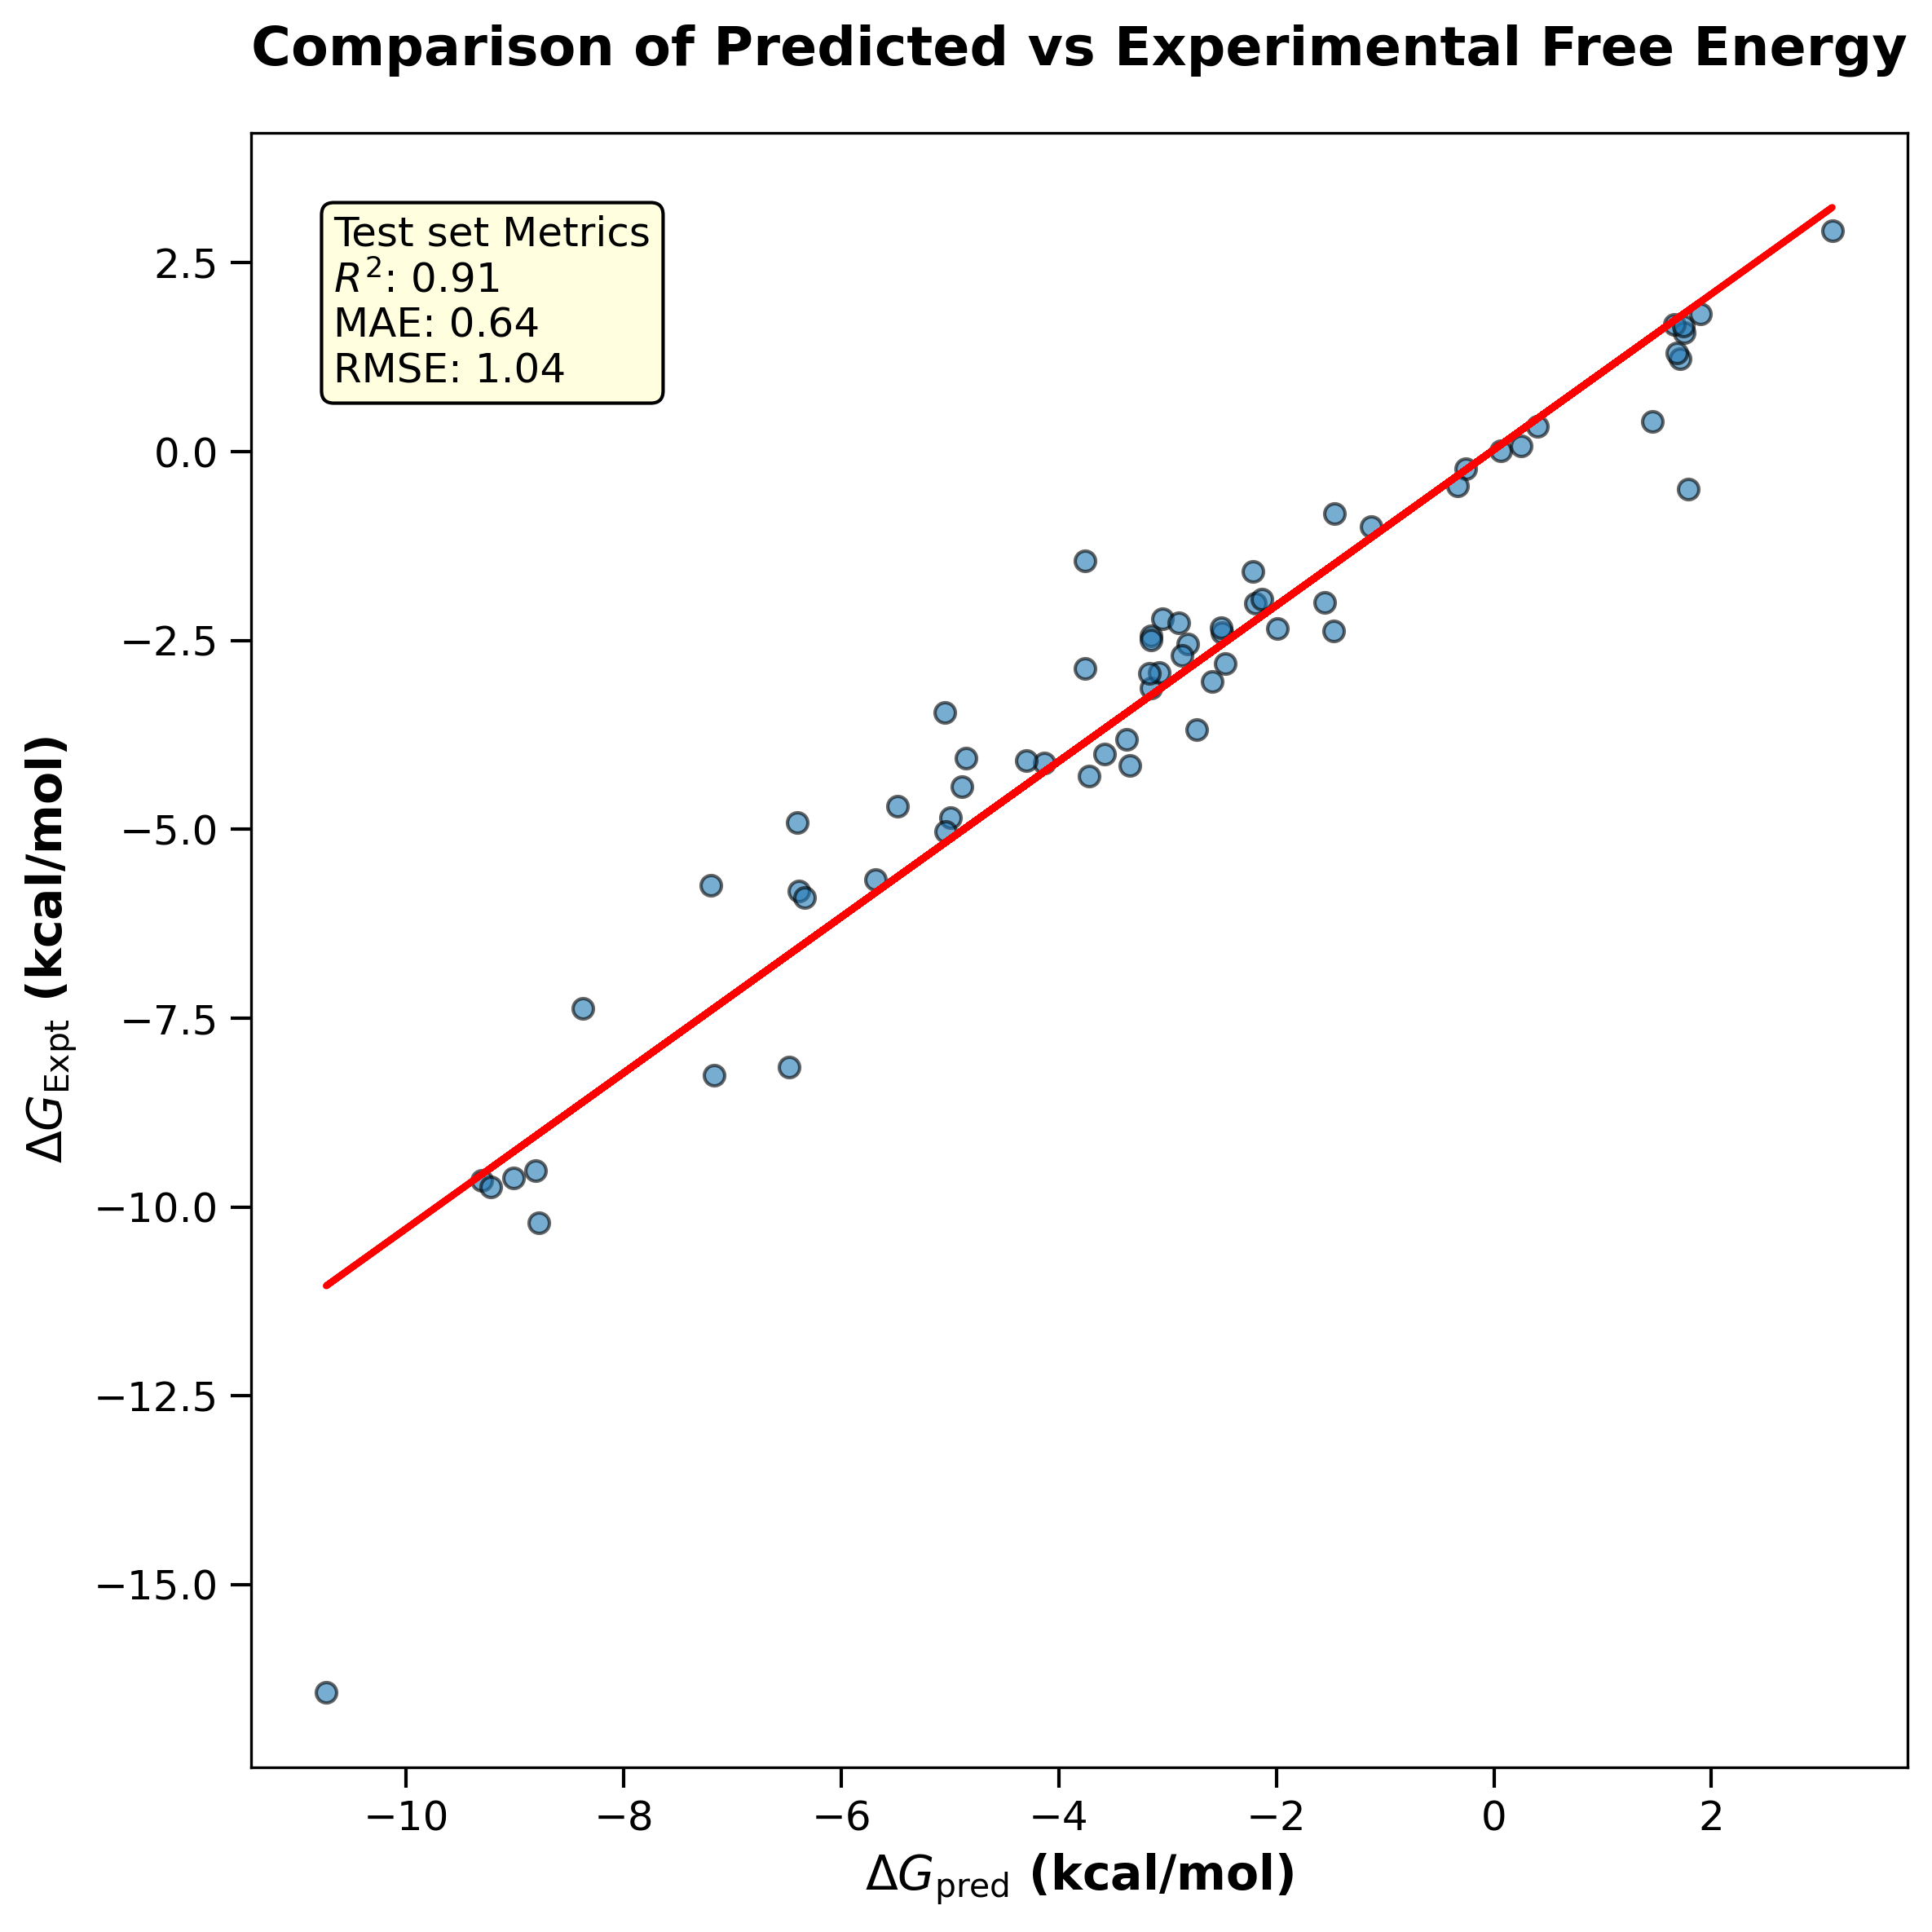 Comparison of Predicted vs Experimental Free Energy
Test set Metrics
R²: 0.91
MAE: 0.64
RMSE: 1.04
2.5
0.0
−2.5
−5.0
−7.5
−10.0
−12.5
−15.0
ΔG_Expt (kcal/mol)
−10
−8
−6
−4
−2
0
2
ΔG_pred (kcal/mol)